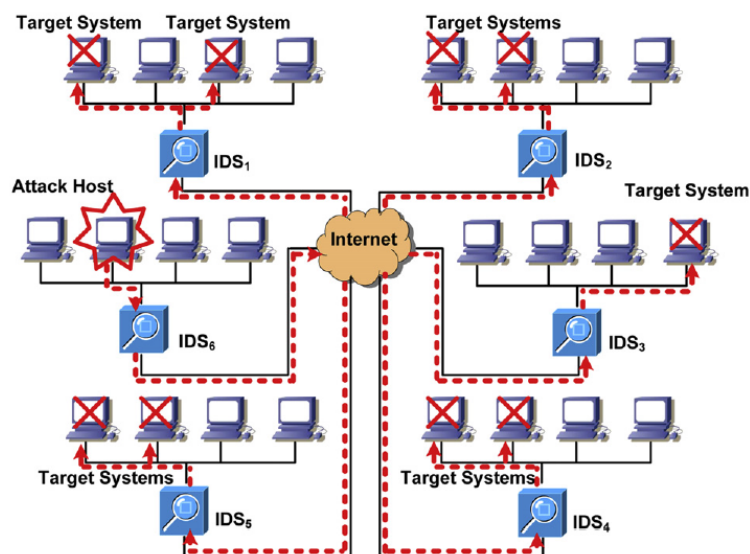 Target System
Target System
Target Systems
IDS1
IDS2
Attack Host
Target System
Internet
IDS6
IDS3
Target Systems
Target Systems
IDS5
IDS4